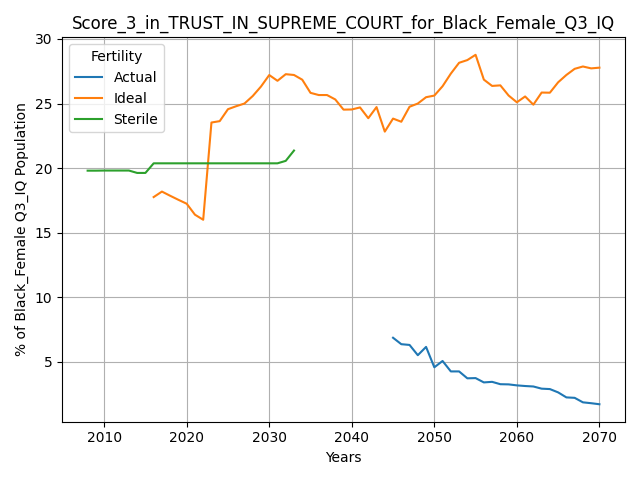 Score_3_in_TRUST_IN_SUPREME_COURT_for_Black_Female_Q3_IQ
% of Black_Female Q3_IQ Population
30
25
20
15
10
5
Fertility
Actual
Ideal
Sterile
2010 2020 2030 2040 2050 2060 2070
Years